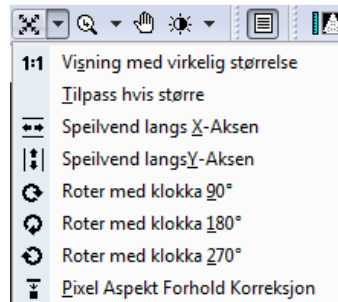 1:1 Visning med virkelig størrelse
Tilpass hvis større
Speilvend langs X-Aksen
Speilvend langsY-Aksen
Roter med klokka 90°
Roter med klokka 180°
Roter med klokka 270°
Pixel Aspekt Forhold Korreksjon